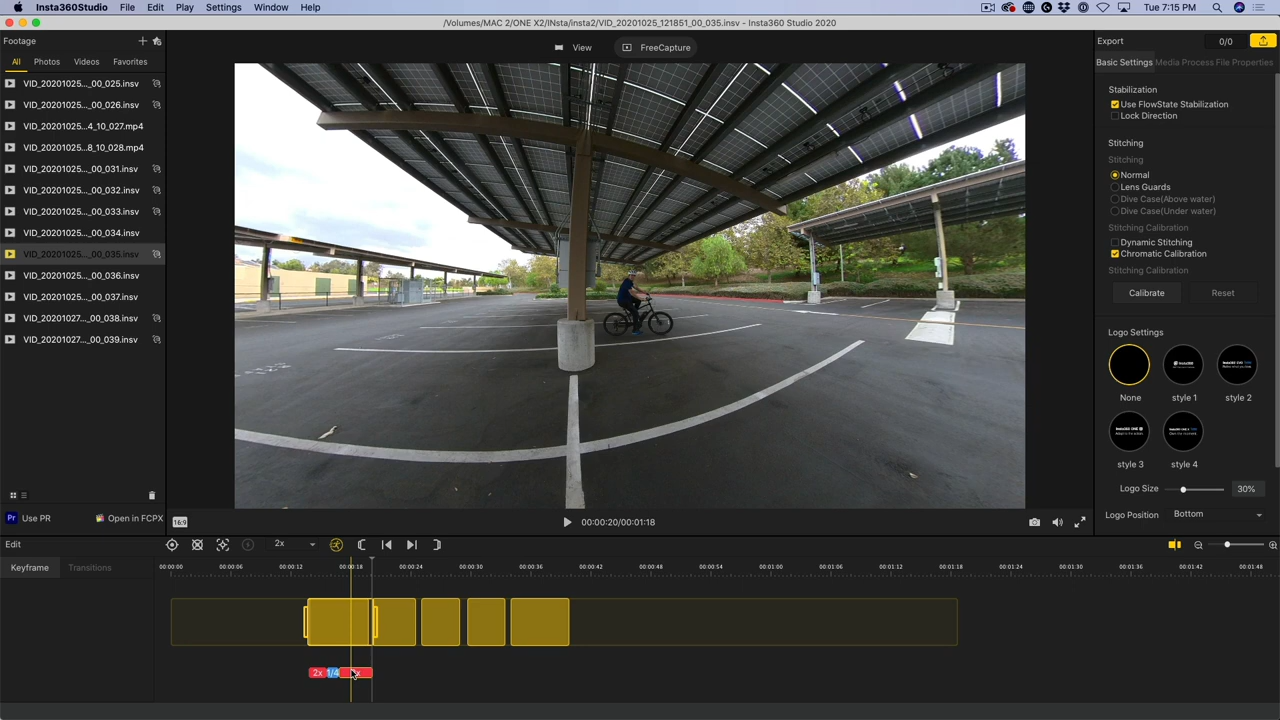 Insta360Studio File Edit Play Settings Window Help
Tue 7:15 PM
/Volumes/MAC 2/ONE X2/INsta/insta2/VID_20201025_121851_00_035.insv - Insta360 Studio 2020
Footage
All Photos Videos Favorites
VID_20201025..._00_025.insv
VID_20201025..._00_026.insv
VID_20201025...4_10_027.mp4
VID_20201025...8_10_028.mp4
VID_20201025..._00_031.insv
VID_20201025..._00_032.insv
VID_20201025..._00_033.insv
VID_20201025..._00_034.insv
VID_20201025..._00_035.insv
VID_20201025..._00_036.insv
VID_20201025..._00_037.insv
VID_20201027..._00_038.insv
VID_20201027..._00_039.insv
Pr Use PR Open in FCPX
View FreeCapture
16:9 00:00:20/00:01:18
Export 0/0
Basic Settings Media Process File Properties
Stabilization
Use FlowState Stabilization
Lock Direction
Stitching
Stitching
Normal
Lens Guards
Dive Case(Above water)
Dive Case(Under water)
Stitching Calibration
Dynamic Stitching
Chromatic Calibration
Stitching Calibration
Calibrate Reset
Logo Settings
None style 1 style 2
style 3 style 4
Logo Size 30%
Logo Position Bottom
Edit 2x
Keyframe Transitions
00:00:00 00:00:06 00:00:12 00:00:18 00:00:24 00:00:30 00:00:36 00:00:42 00:00:48 00:00:54 00:01:00 00:01:06 00:01:12 00:01:18 00:01:24 00:01:30 00:01:36 00:01:42 00:01:48
2x 1/4